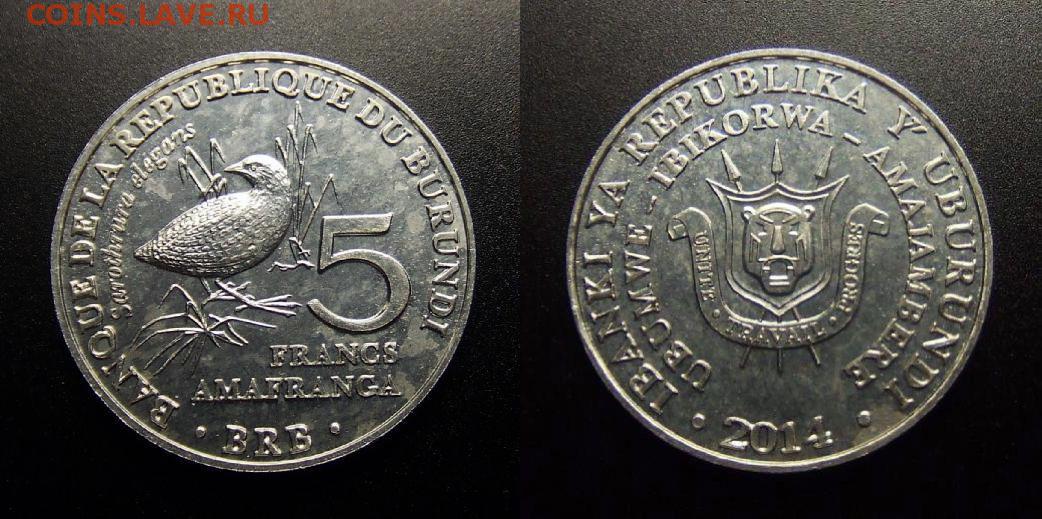 COINS.LAVE.RU
BANQUE DE LA REPUBLIQUE DU BURUNDI
Sarothrura elegans
5
FRANCS
AMAFRANGA
· BRB ·
IBANKI YA REPUBLIKA Y' UBURUNDI
UBUMWE - IBIKORWA - AMAJAMBERE
UNITE · TRAVAIL · PROGRES
· 2014 ·